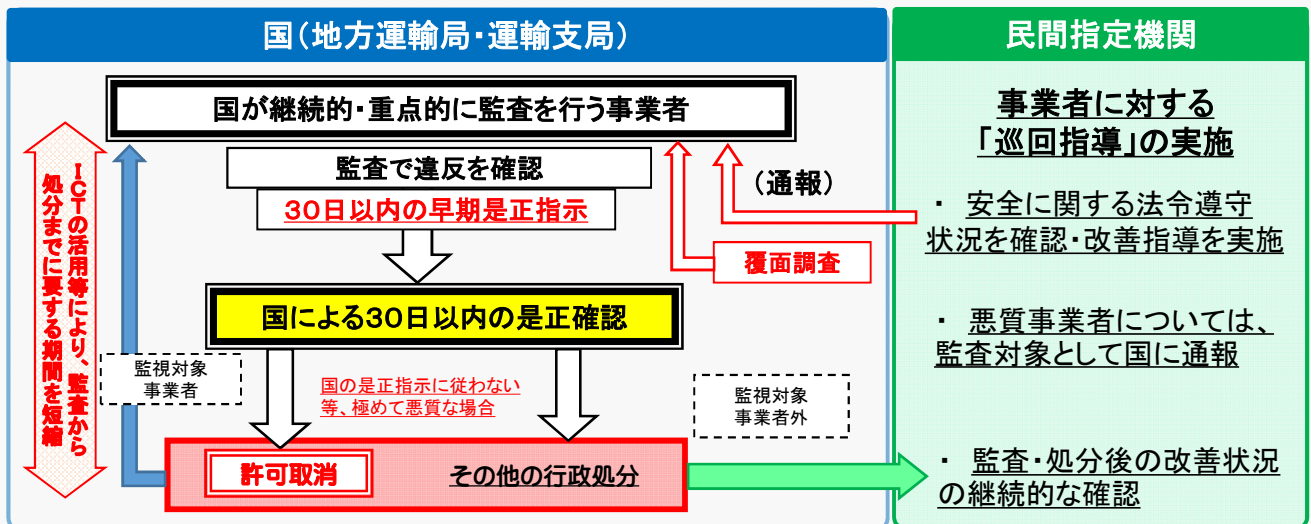 国(地方運輸局・運輸支局)
国が継続的・重点的に監査を行う事業者
監査で違反を確認
30日以内の早期是正指示
(通報)
覆面調査
国による30日以内の是正確認
ICTの活用等により、監査から
処分までに要する期間を短縮
監視対象
事業者
国の是正指示に従わない
等、極めて悪質な場合
監視対象
事業者外
許可取消
その他の行政処分
民間指定機関
事業者に対する
「巡回指導」の実施
・ 安全に関する法令遵守
状況を確認・改善指導を実施
・ 悪質事業者については、
監査対象として国に通報
・ 監査・処分後の改善状況
の継続的な確認